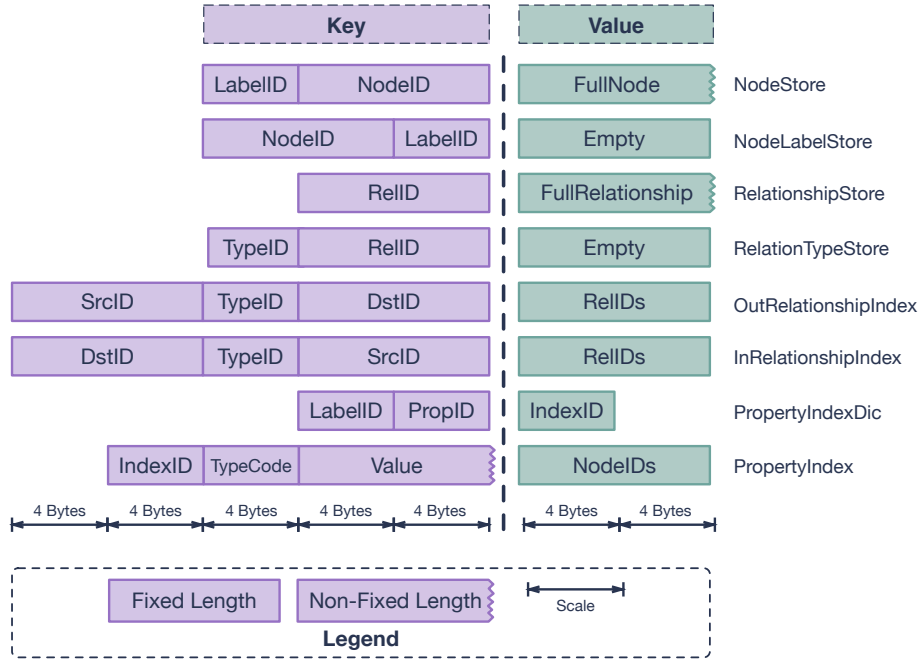 Key Value
LabelID NodeID FullNode NodeStore
NodeID LabelID Empty NodeLabelStore
RelID FullRelationship RelationshipStore
TypeID RelID Empty RelationTypeStore
SrcID TypeID DstID RelIDs OutRelationshipIndex
DstID TypeID SrcID RelIDs InRelationshipIndex
LabelID PropID IndexID PropertyIndexDic
IndexID TypeCode Value NodeIDs PropertyIndex
4 Bytes 4 Bytes 4 Bytes 4 Bytes 4 Bytes 4 Bytes 4 Bytes
Fixed Length Non-Fixed Length Scale
Legend